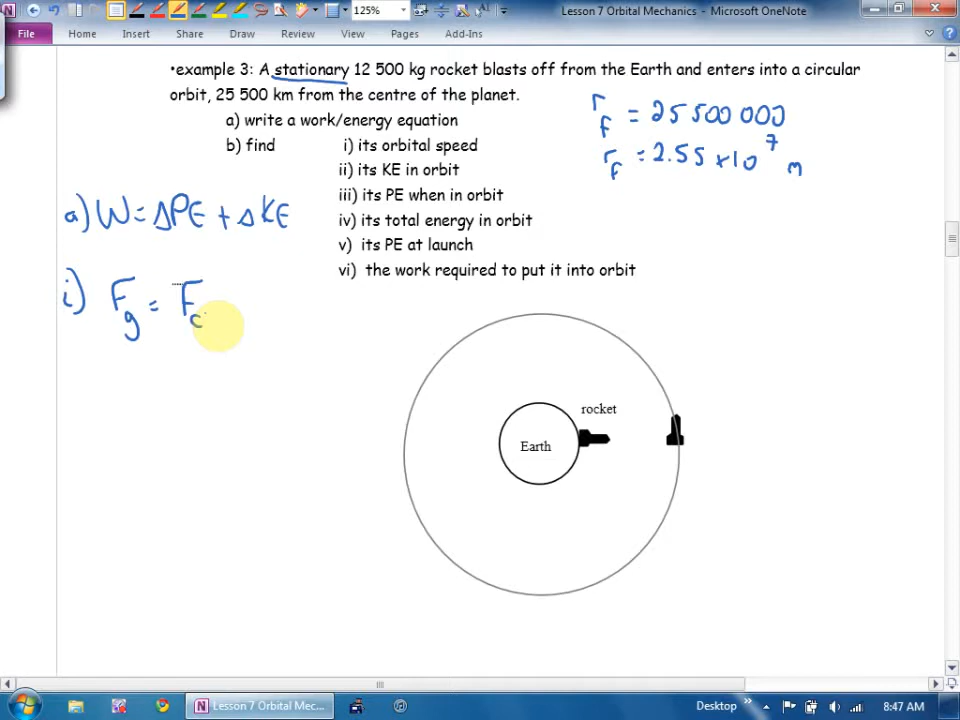 125%
Lesson 7 Orbital Mechanics - Microsoft OneNote
File Home Insert Share Draw Review View Pages Add-Ins
•example 3: A stationary 12 500 kg rocket blasts off from the Earth and enters into a circular
orbit, 25 500 km from the centre of the planet.
a) write a work/energy equation
b) find i) its orbital speed
ii) its KE in orbit
iii) its PE when in orbit
iv) its total energy in orbit
v) its PE at launch
vi) the work required to put it into orbit
r_F = 25 500 000
r_F = 2.55 x10^7 m
a) W = ΔPE + ΔKE
i) F_g = F_c
rocket
Earth
Lesson 7 Orbital Mec...
Desktop
8:47 AM